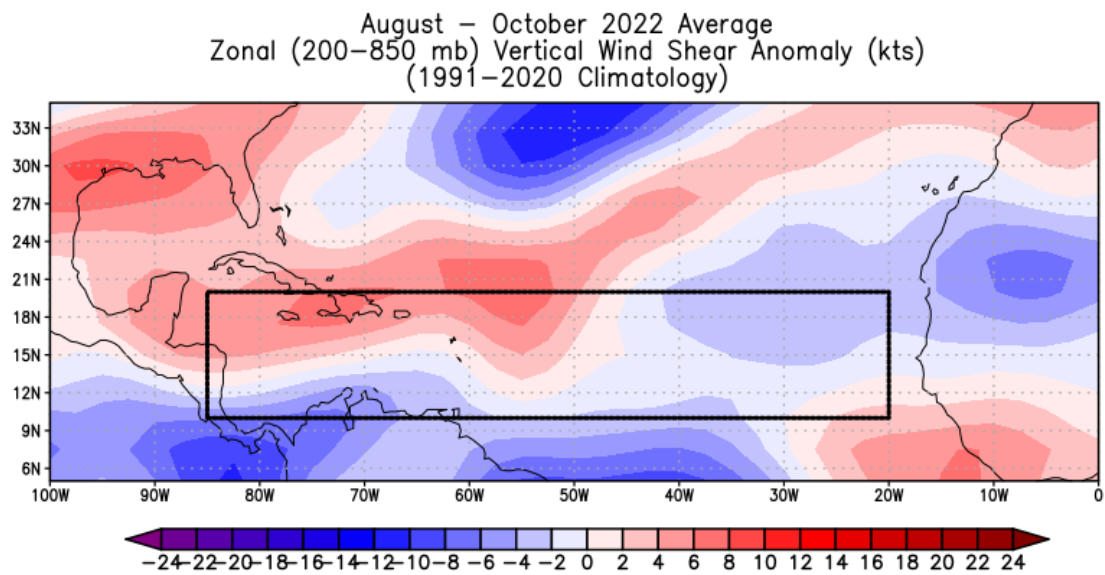 August – October 2022 Average
Zonal (200–850 mb) Vertical Wind Shear Anomaly (kts)
(1991–2020 Climatology)
33N
30N
27N
24N
21N
18N
15N
12N
9N
6N
100W 90W 80W 70W 60W 50W 40W 30W 20W 10W 0
−24 −22 −20 −18 −16 −14 −12 −10 −8 −6 −4 −2 0 2 4 6 8 10 12 14 16 18 20 22 24